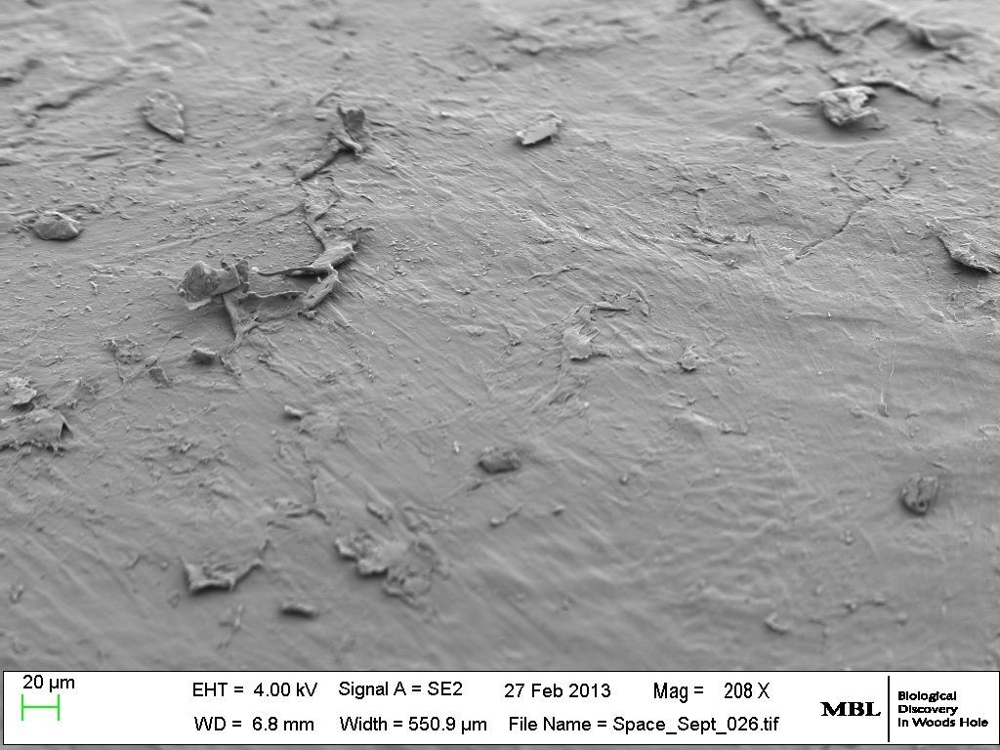 20 µm
EHT = 4.00 kV Signal A = SE2 27 Feb 2013 Mag = 208 X
WD = 6.8 mm Width = 550.9 µm File Name = Space_Sept_026.tif
MBL
Biological
Discovery
in Woods Hole